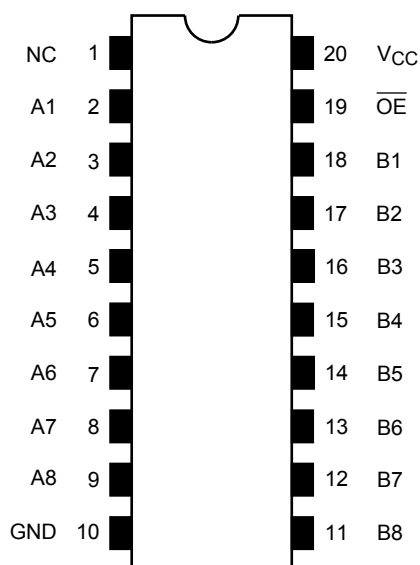 NC 1 20 VCC
A1 2 19 O̅E̅
A2 3 18 B1
A3 4 17 B2
A4 5 16 B3
A5 6 15 B4
A6 7 14 B5
A7 8 13 B6
A8 9 12 B7
GND 10 11 B8